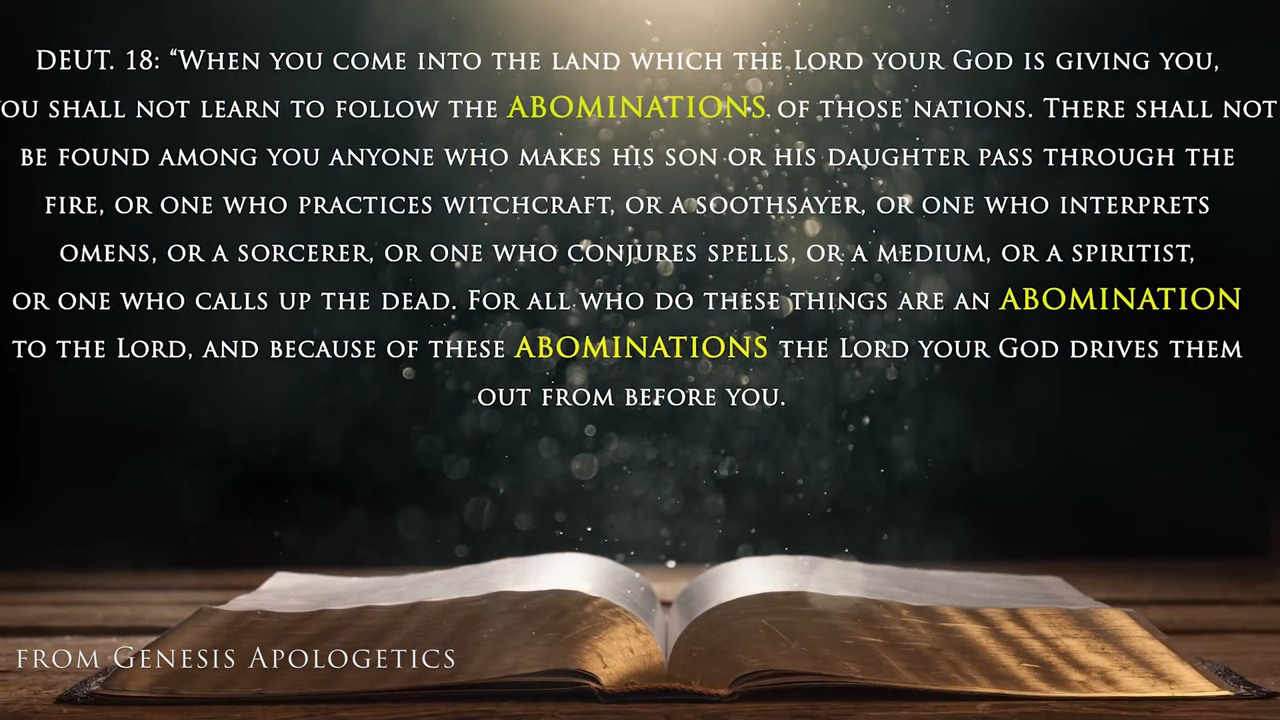 DEUT. 18: “When you come into the land which the Lord your God is giving you,
ou shall not learn to follow the ABOMINATIONS of those nations. There shall not
be found among you anyone who makes his son or his daughter pass through the
fire, or one who practices witchcraft, or a soothsayer, or one who interprets
omens, or a sorcerer, or one who conjures spells, or a medium, or a spiritist,
or one who calls up the dead. For all who do these things are an ABOMINATION
to the Lord, and because of these ABOMINATIONS the Lord your God drives them
out from before you.
from Genesis Apologetics